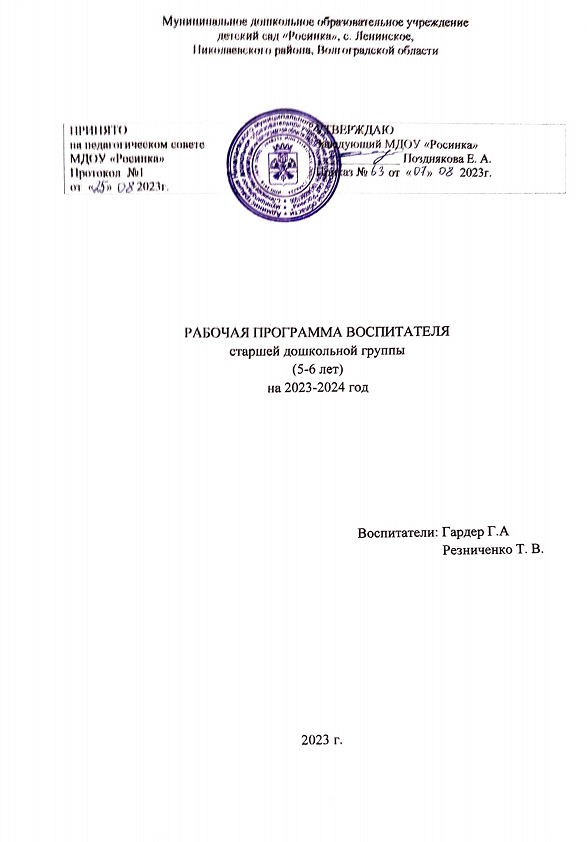 Муниципальное дошкольное образовательное учреждение
детский сад «Росинка», с. Ленинское,
Николаевского района, Волгоградской области
ПРИНЯТО
на педагогическом совете
МДОУ «Росинка»
Протокол №1
от «25» 08 2023г.
УТВЕРЖДАЮ
Заведующий МДОУ «Росинка»
Позднякова Е. А.
Приказ № 63 от «07» 08 2023г.
РАБОЧАЯ ПРОГРАММА ВОСПИТАТЕЛЯ
старшей дошкольной группы
(5-6 лет)
на 2023-2024 год
Воспитатели: Гардер Г.А
Резниченко Т. В.
2023 г.